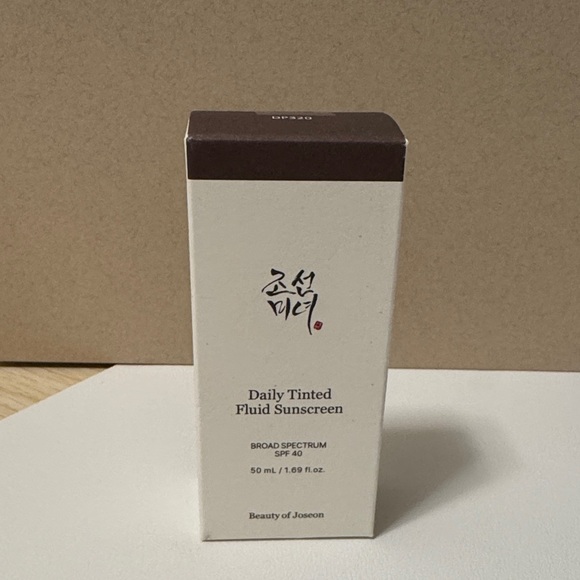 DP320
조선
미녀
Daily Tinted
Fluid Sunscreen
BROAD SPECTRUM
SPF 40
50 mL / 1.69 fl.oz.
Beauty of Joseon